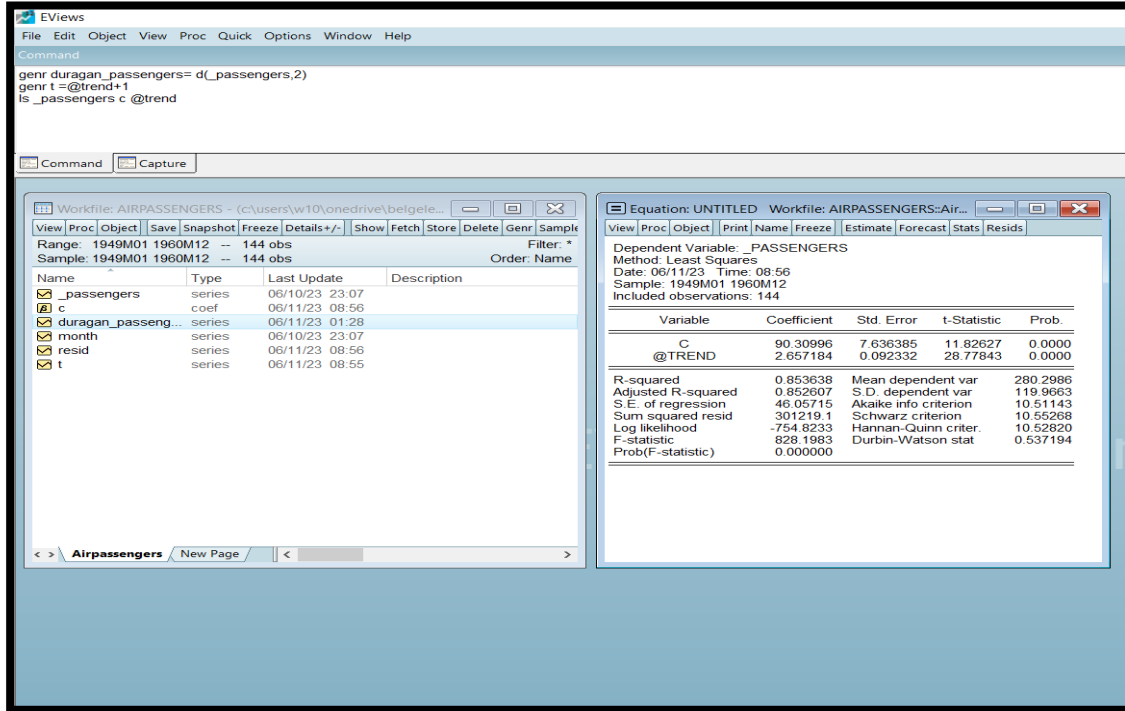 EViews
File Edit Object View Proc Quick Options Window Help
Command
genr duragan_passengers= d(_passengers,2)
genr t =@trend+1
ls _passengers c @trend
Command Capture
Workfile: AIRPASSENGERS - (c:\users\w10\onedrive\belgele...
View Proc Object Save Snapshot Freeze Details+/- Show Fetch Store Delete Genr Sample
Range: 1949M01 1960M12 -- 144 obs Filter: *
Sample: 1949M01 1960M12 -- 144 obs Order: Name
Name Type Last Update Description
_passengers series 06/10/23 23:07
β c coef 06/11/23 08:56
duragan_passeng... series 06/11/23 01:28
month series 06/10/23 23:07
resid series 06/11/23 08:56
t series 06/11/23 08:55
< > Airpassengers New Page < >
Equation: UNTITLED Workfile: AIRPASSENGERS::Air...
View Proc Object Print Name Freeze Estimate Forecast Stats Resids
Dependent Variable: _PASSENGERS
Method: Least Squares
Date: 06/11/23 Time: 08:56
Sample: 1949M01 1960M12
Included observations: 144
Variable Coefficient Std. Error t-Statistic Prob.
C 90.30996 7.636385 11.82627 0.0000
@TREND 2.657184 0.092332 28.77843 0.0000
R-squared 0.853638 Mean dependent var 280.2986
Adjusted R-squared 0.852607 S.D. dependent var 119.9663
S.E. of regression 46.05715 Akaike info criterion 10.51143
Sum squared resid 301219.1 Schwarz criterion 10.55268
Log likelihood -754.8233 Hannan-Quinn criter. 10.52820
F-statistic 828.1983 Durbin-Watson stat 0.537194
Prob(F-statistic) 0.000000